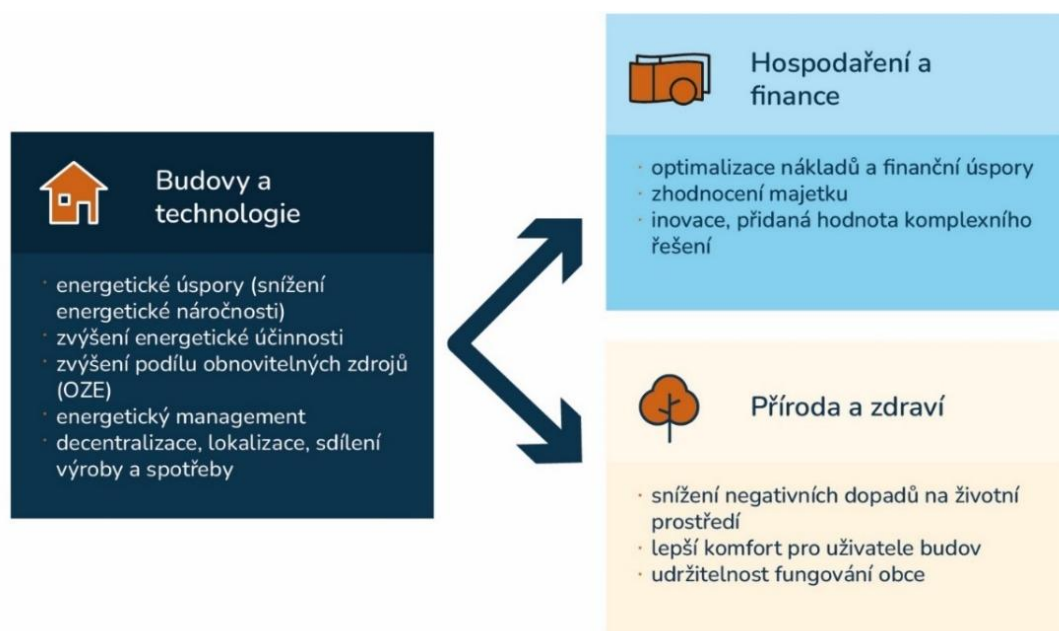 Budovy a
technologie
· energetické úspory (snížení
energetické náročnosti)
· zvýšení energetické účinnosti
· zvýšení podílu obnovitelných zdrojů
(OZE)
· energetický management
· decentralizace, lokalizace, sdílení
výroby a spotřeby
Hospodaření a
finance
· optimalizace nákladů a finanční úspory
· zhodnocení majetku
· inovace, přidaná hodnota komplexního
řešení
Příroda a zdraví
· snížení negativních dopadů na životní
prostředí
· lepší komfort pro uživatele budov
· udržitelnost fungování obce